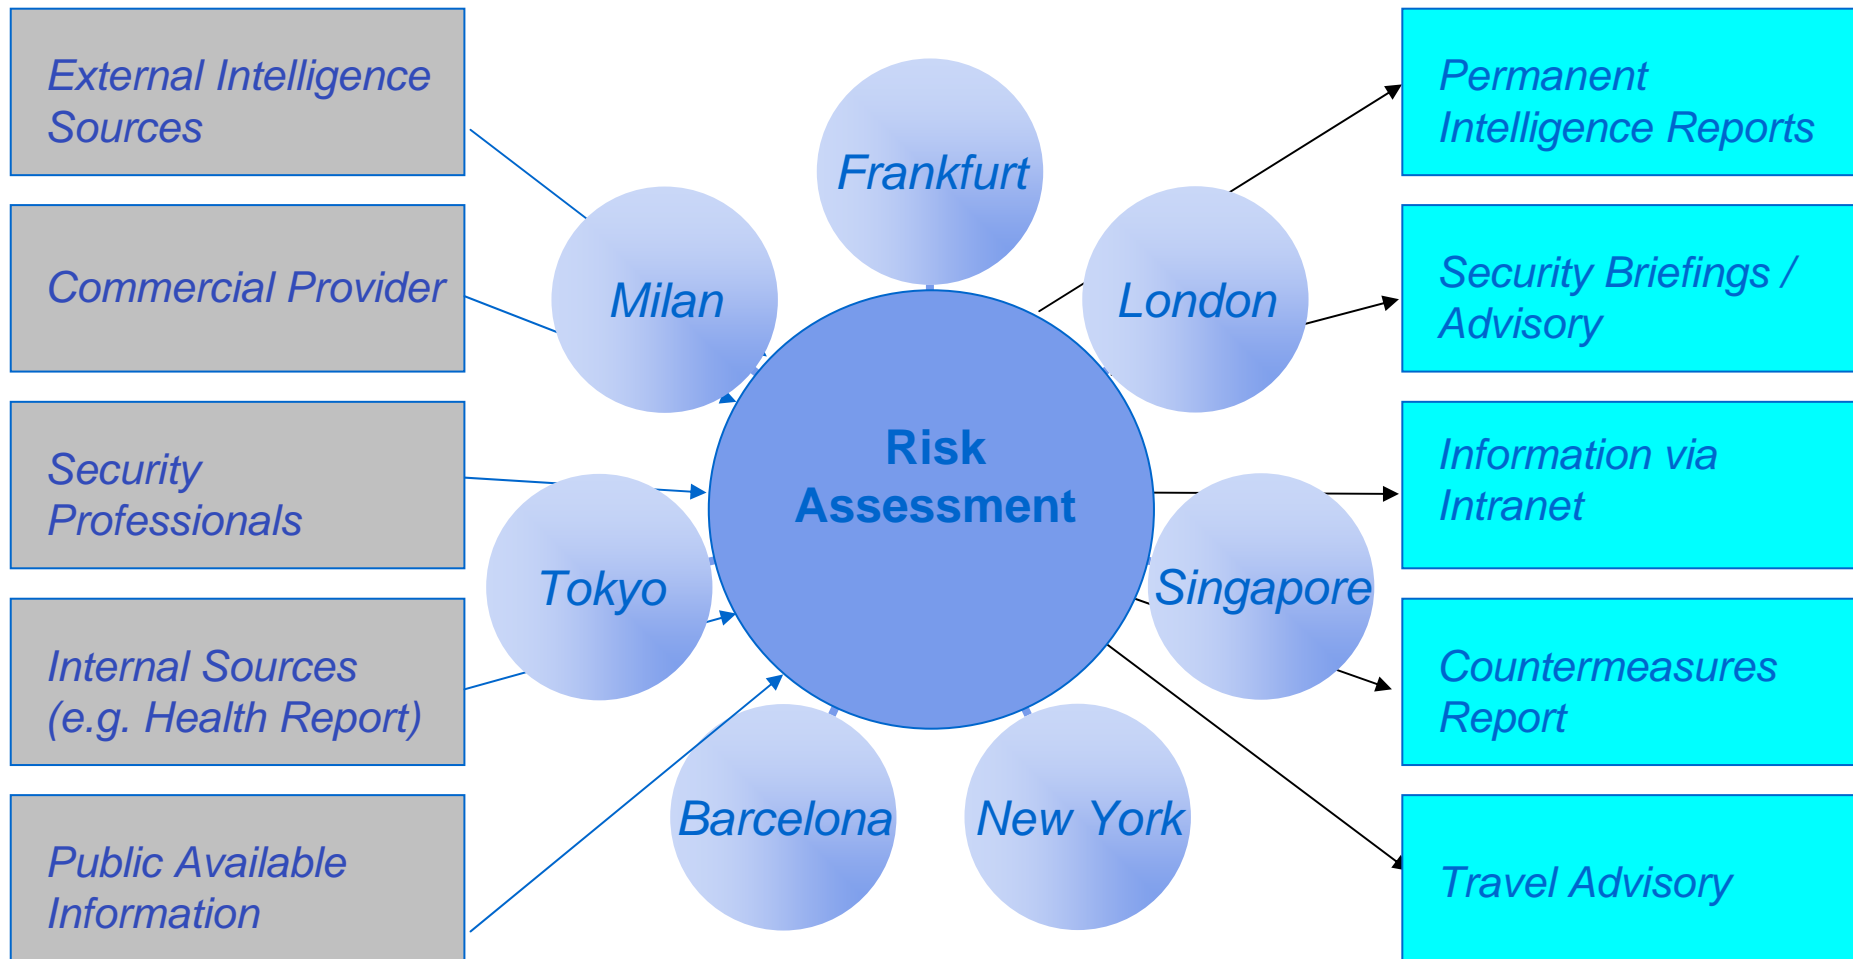 External Intelligence
Sources
Commercial Provider
Security
Professionals
Internal Sources
(e.g. Health Report)
Public Available
Information
Frankfurt
Milan
London
Risk
Assessment
Tokyo
Singapore
Barcelona
New York
Permanent
Intelligence Reports
Security Briefings /
Advisory
Information via
Intranet
Countermeasures
Report
Travel Advisory